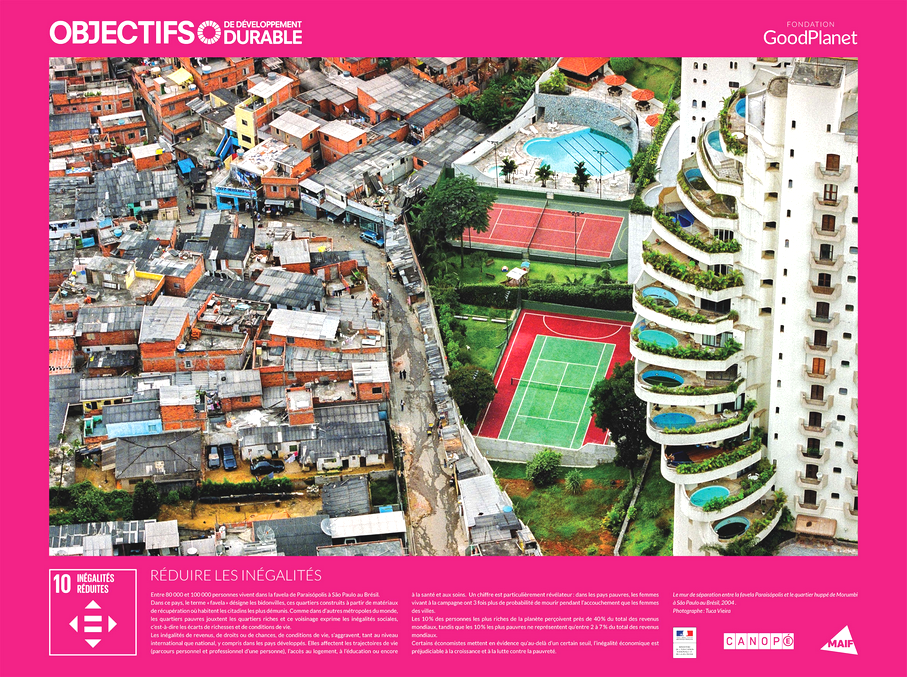 OBJECTIFS
DE DÉVELOPPEMENT
DURABLE
FONDATION
GoodPlanet
10 INÉGALITÉS
RÉDUITES
RÉDUIRE LES INÉGALITÉS
Entre 80 000 et 100 000 personnes vivent dans la favela de Paraisópolis à São Paulo au Brésil.
Dans ce pays, le terme « favela » désigne les bidonvilles, ces quartiers construits à partir de matériaux
de récupération où habitent les citadins les plus démunis. Comme dans d'autres métropoles du monde,
les quartiers pauvres jouxtent les quartiers riches et ce voisinage exprime les inégalités sociales,
c'est-à-dire les écarts de richesses et de conditions de vie.
Les inégalités de revenus, de droits ou de chances, de conditions de vie, s'aggravent, tant au niveau
international que national, y compris dans les pays développés. Elles affectent les trajectoires de vie
(parcours personnel et professionnel d'une personne), l'accès au logement, à l'éducation ou encore
à la santé et aux soins. Un chiffre est particulièrement révélateur : dans les pays pauvres, les femmes
vivant à la campagne ont 3 fois plus de probabilité de mourir pendant l'accouchement que les femmes
des villes.
Les 10 % des personnes les plus riches de la planète perçoivent près de 40 % du total des revenus
mondiaux, tandis que les 10 % les plus pauvres ne représentent qu'entre 2 à 7 % du total des revenus
mondiaux.
Certains économistes mettent en évidence qu'au-delà d'un certain seuil, l'inégalité économique est
préjudiciable à la croissance et à la lutte contre la pauvreté.
Le mur de séparation entre la favela Paraisópolis et le quartier huppé de Morumbi
à São Paulo au Brésil, 2004 .
Photographe : Tuca Vieira
CANOPÉ
MAIF